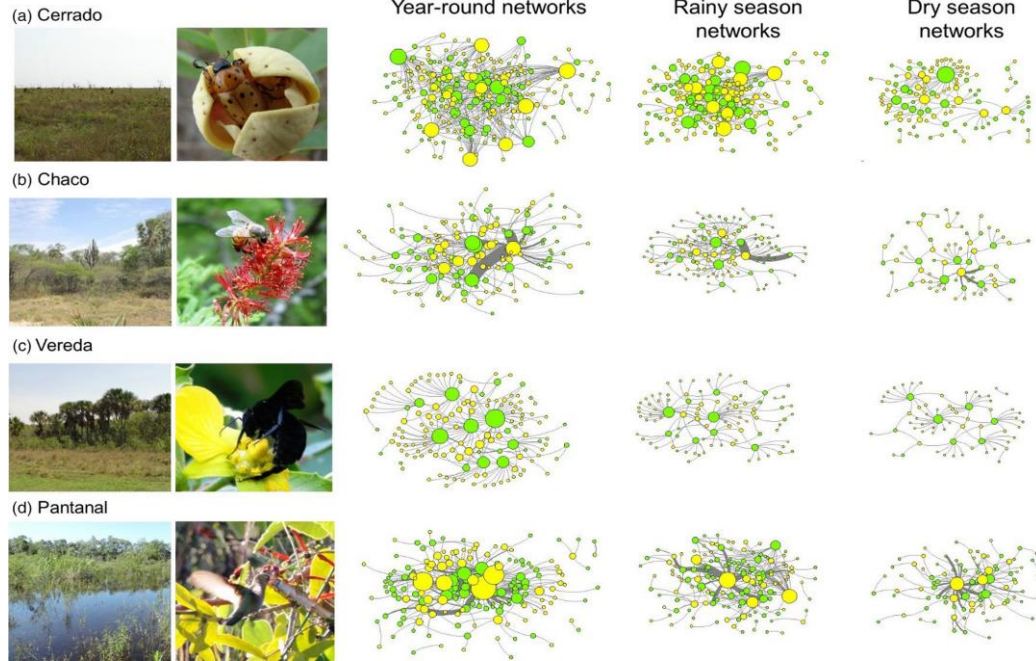 (a) Cerrado
Year-round networks
Rainy season
networks
Dry season
networks
(b) Chaco
(c) Vereda
(d) Pantanal